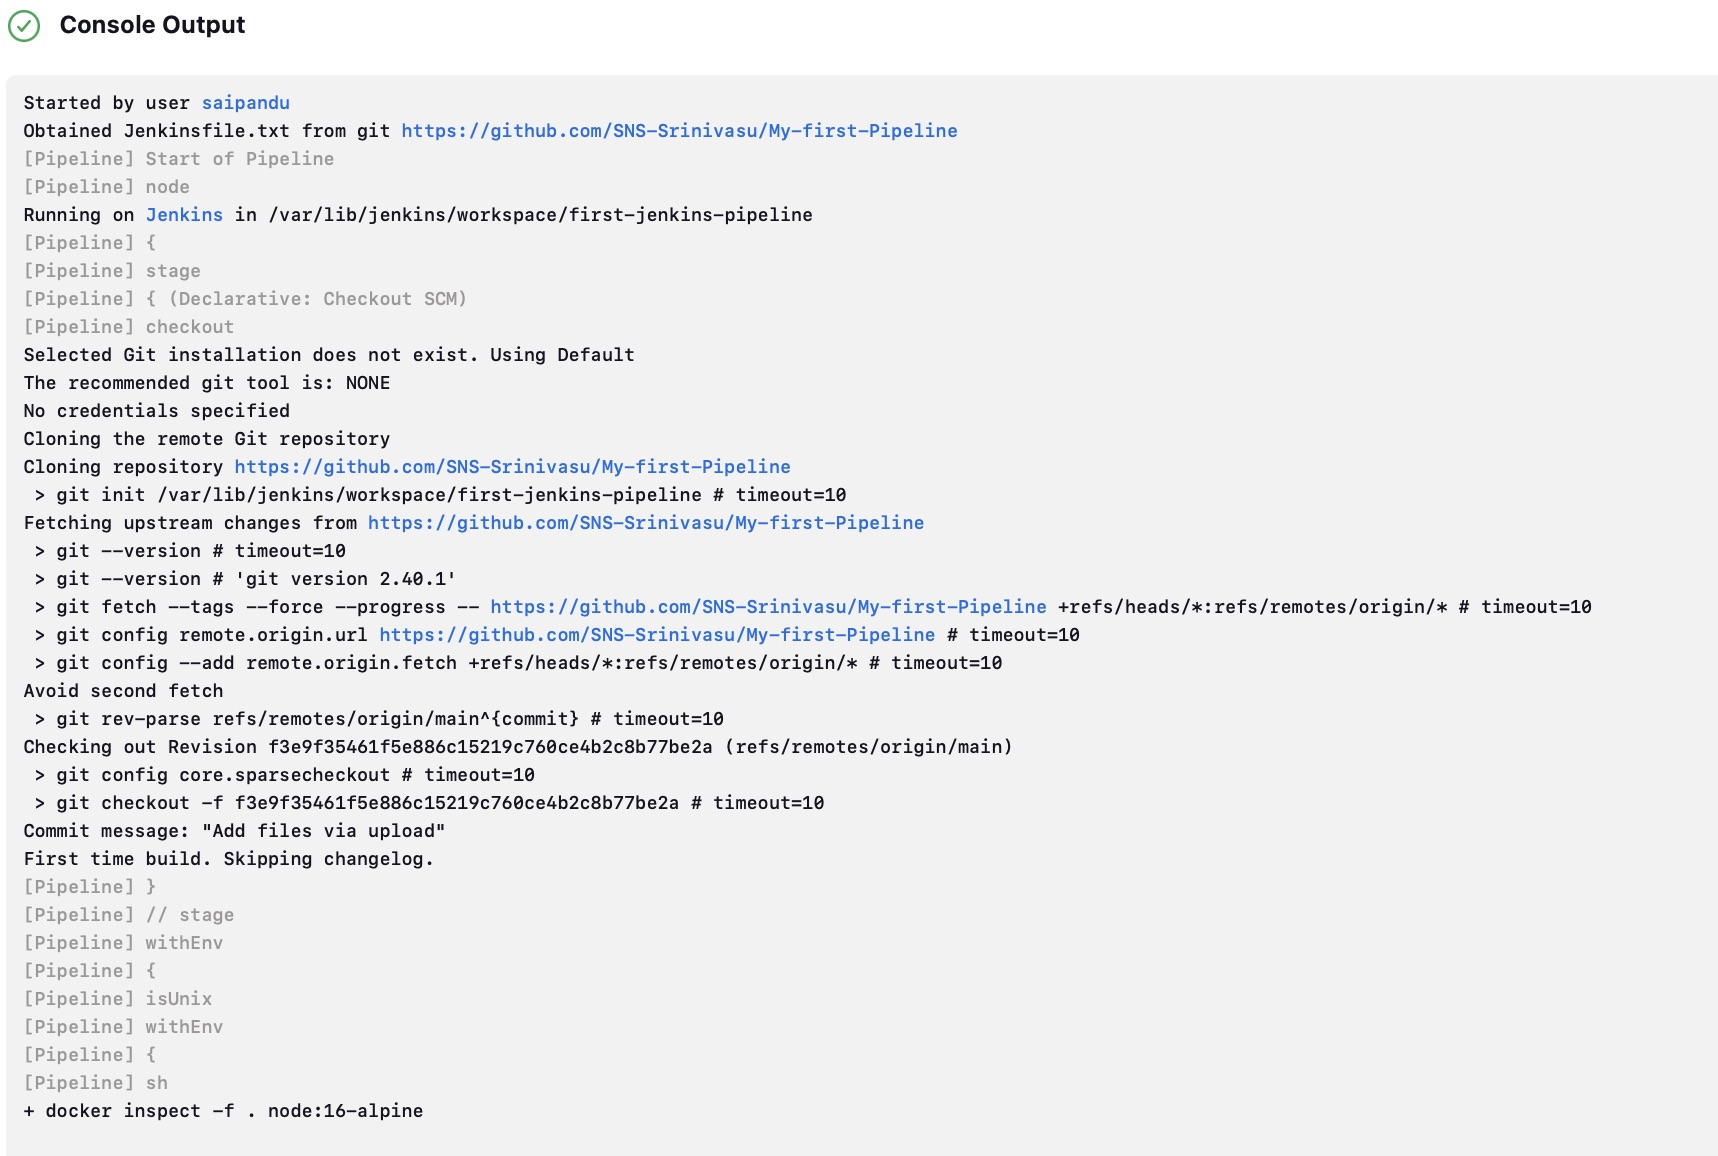 Console Output
Started by user saipandu
Obtained Jenkinsfile.txt from git https://github.com/SNS-Srinivasu/My-first-Pipeline
[Pipeline] Start of Pipeline
[Pipeline] node
Running on Jenkins in /var/lib/jenkins/workspace/first-jenkins-pipeline
[Pipeline] {
[Pipeline] stage
[Pipeline] { (Declarative: Checkout SCM)
[Pipeline] checkout
Selected Git installation does not exist. Using Default
The recommended git tool is: NONE
No credentials specified
Cloning the remote Git repository
Cloning repository https://github.com/SNS-Srinivasu/My-first-Pipeline
 > git init /var/lib/jenkins/workspace/first-jenkins-pipeline # timeout=10
Fetching upstream changes from https://github.com/SNS-Srinivasu/My-first-Pipeline
 > git --version # timeout=10
 > git --version # 'git version 2.40.1'
 > git fetch --tags --force --progress -- https://github.com/SNS-Srinivasu/My-first-Pipeline +refs/heads/*:refs/remotes/origin/* # timeout=10
 > git config remote.origin.url https://github.com/SNS-Srinivasu/My-first-Pipeline # timeout=10
 > git config --add remote.origin.fetch +refs/heads/*:refs/remotes/origin/* # timeout=10
Avoid second fetch
 > git rev-parse refs/remotes/origin/main^{commit} # timeout=10
Checking out Revision f3e9f35461f5e886c15219c760ce4b2c8b77be2a (refs/remotes/origin/main)
 > git config core.sparsecheckout # timeout=10
 > git checkout -f f3e9f35461f5e886c15219c760ce4b2c8b77be2a # timeout=10
Commit message: "Add files via upload"
First time build. Skipping changelog.
[Pipeline] }
[Pipeline] // stage
[Pipeline] withEnv
[Pipeline] {
[Pipeline] isUnix
[Pipeline] withEnv
[Pipeline] {
[Pipeline] sh
+ docker inspect -f . node:16-alpine